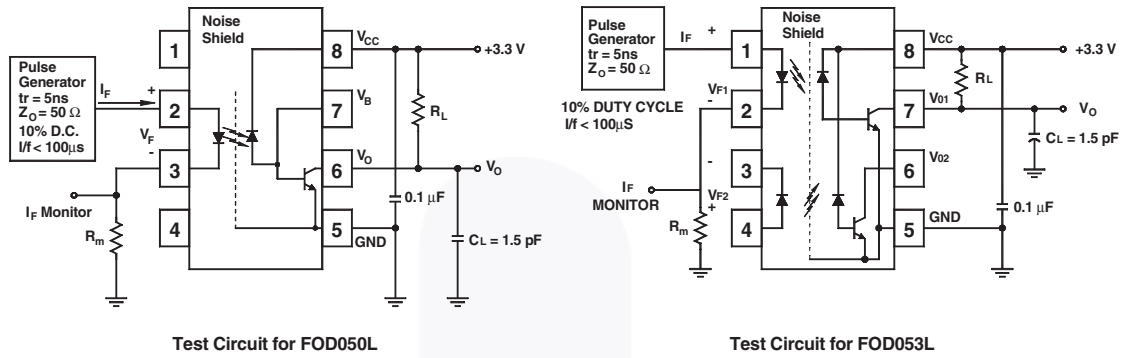 Noise
Shield
Pulse
Generator
tr = 5ns
ZO = 50 Ω
10% D.C.
I/f < 100μs
IF
+
VF
-
1
2
3
4
8
7
6
5
VCC
VB
VO
GND
+3.3 V
RL
VO
0.1 μF
CL = 1.5 pF
IF Monitor
Rm
Test Circuit for FOD050L
Noise
Shield
Pulse
Generator
tr = 5ns
ZO = 50 Ω
IF
+
10% DUTY CYCLE
I/f < 100μS
VF1
-
-
VF2
+
1
2
3
4
8
7
6
5
VCC
V01
V02
GND
+3.3 V
RL
VO
CL = 1.5 pF
0.1 μF
IF
MONITOR
Rm
Test Circuit for FOD053L